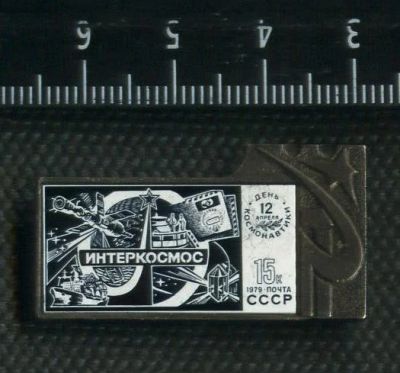 6 5 4 3
ДЕНЬ
12
АПРЕЛЯ
КОСМОНАВТИКИ
ИНТЕРКОСМОС
15к
1979·ПОЧТА
СССР